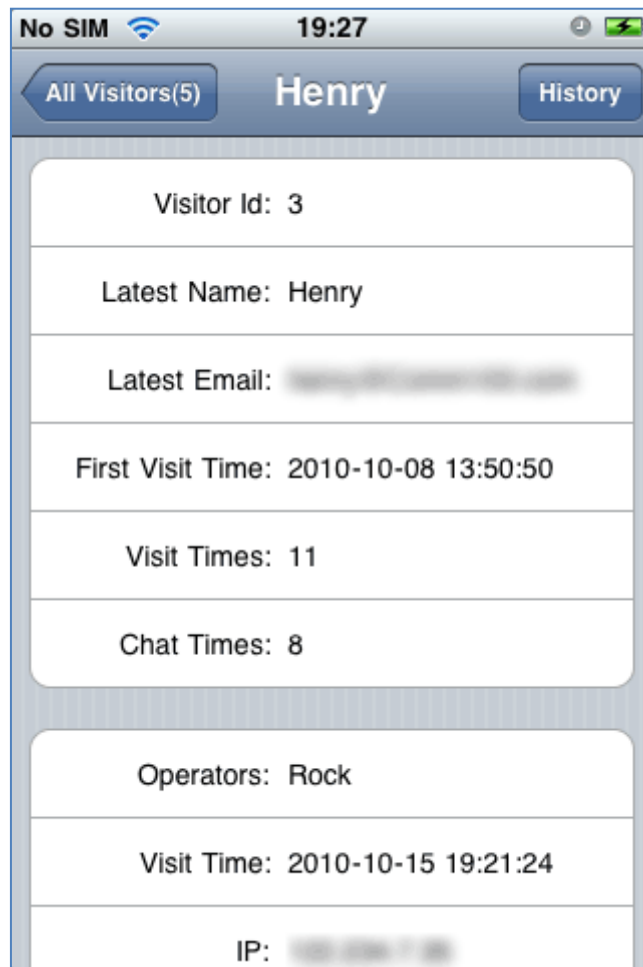 No SIM 19:27
All Visitors(5) Henry History
Visitor Id: 3
Latest Name: Henry
Latest Email:
First Visit Time: 2010-10-08 13:50:50
Visit Times: 11
Chat Times: 8
Operators: Rock
Visit Time: 2010-10-15 19:21:24
IP: